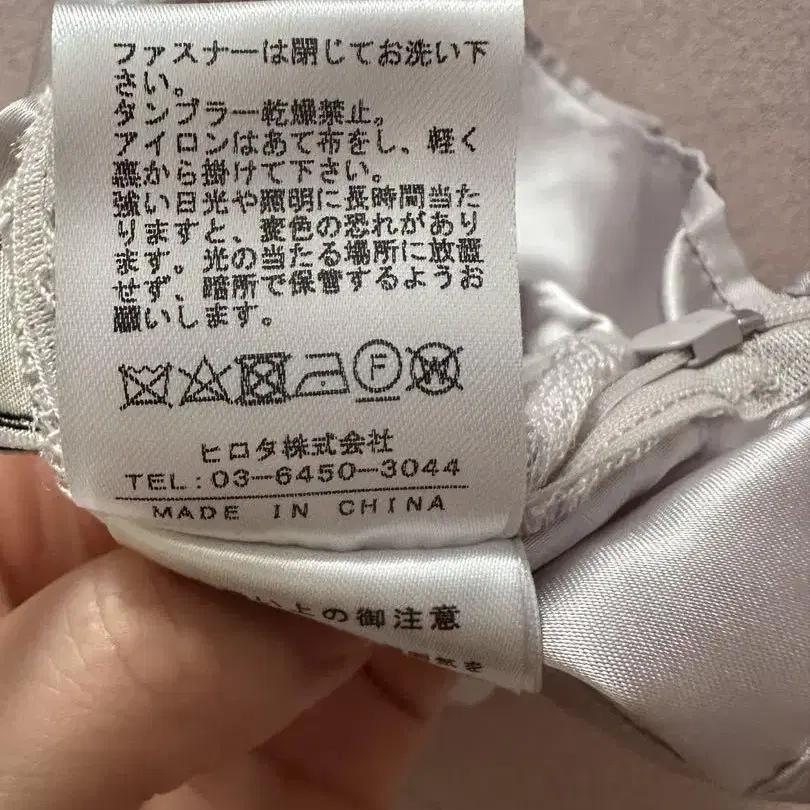 ファスナーは閉じてお洗い下
さい。
タンブラー乾燥禁止。
アイロンはあて布をし、軽く
裏から掛けて下さい。
強い日光や照明に長時間当た
りますと、変色の恐れがあり
ます。光の当たる場所に放置
せず、暗所で保管するようお
願いします。
F W
ヒロタ株式会社
TEL:03-6450-3044
MADE IN CHINA
上の御注意